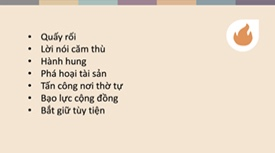 • Quấy rối
• Lời nói căm thù
• Hành hung
• Phá hoại tài sản
• Tấn công nơi thờ tự
• Bạo lực cộng đồng
• Bắt giữ tùy tiện